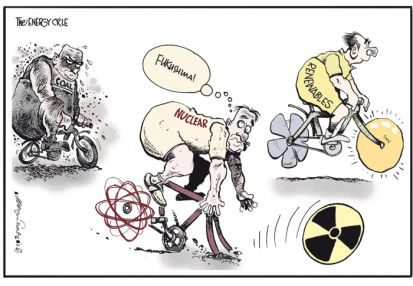 The ENERGY CYCLE
COAL
FUKUSHIMA!
NUCLEAR
RENEWABLES